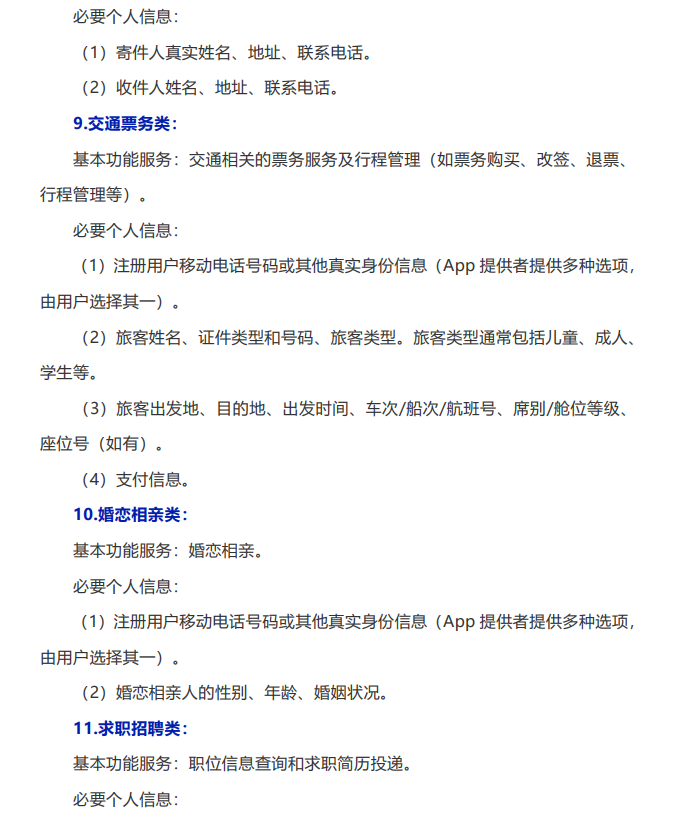 必要个人信息：
（1）寄件人真实姓名、地址、联系电话。
（2）收件人姓名、地址、联系电话。
9.交通票务类：
基本功能服务：交通相关的票务服务及行程管理（如票务购买、改签、退票、
行程管理等）。
必要个人信息：
（1）注册用户移动电话号码或其他真实身份信息（App 提供者提供多种选项，
由用户选择其一）。
（2）旅客姓名、证件类型和号码、旅客类型。旅客类型通常包括儿童、成人、
学生等。
（3）旅客出发地、目的地、出发时间、车次/船次/航班号、席别/舱位等级、
座位号（如有）。
（4）支付信息。
10.婚恋相亲类：
基本功能服务：婚恋相亲。
必要个人信息：
（1）注册用户移动电话号码或其他真实身份信息（App 提供者提供多种选项，
由用户选择其一）。
（2）婚恋相亲人的性别、年龄、婚姻状况。
11.求职招聘类：
基本功能服务：职位信息查询和求职简历投递。
必要个人信息：